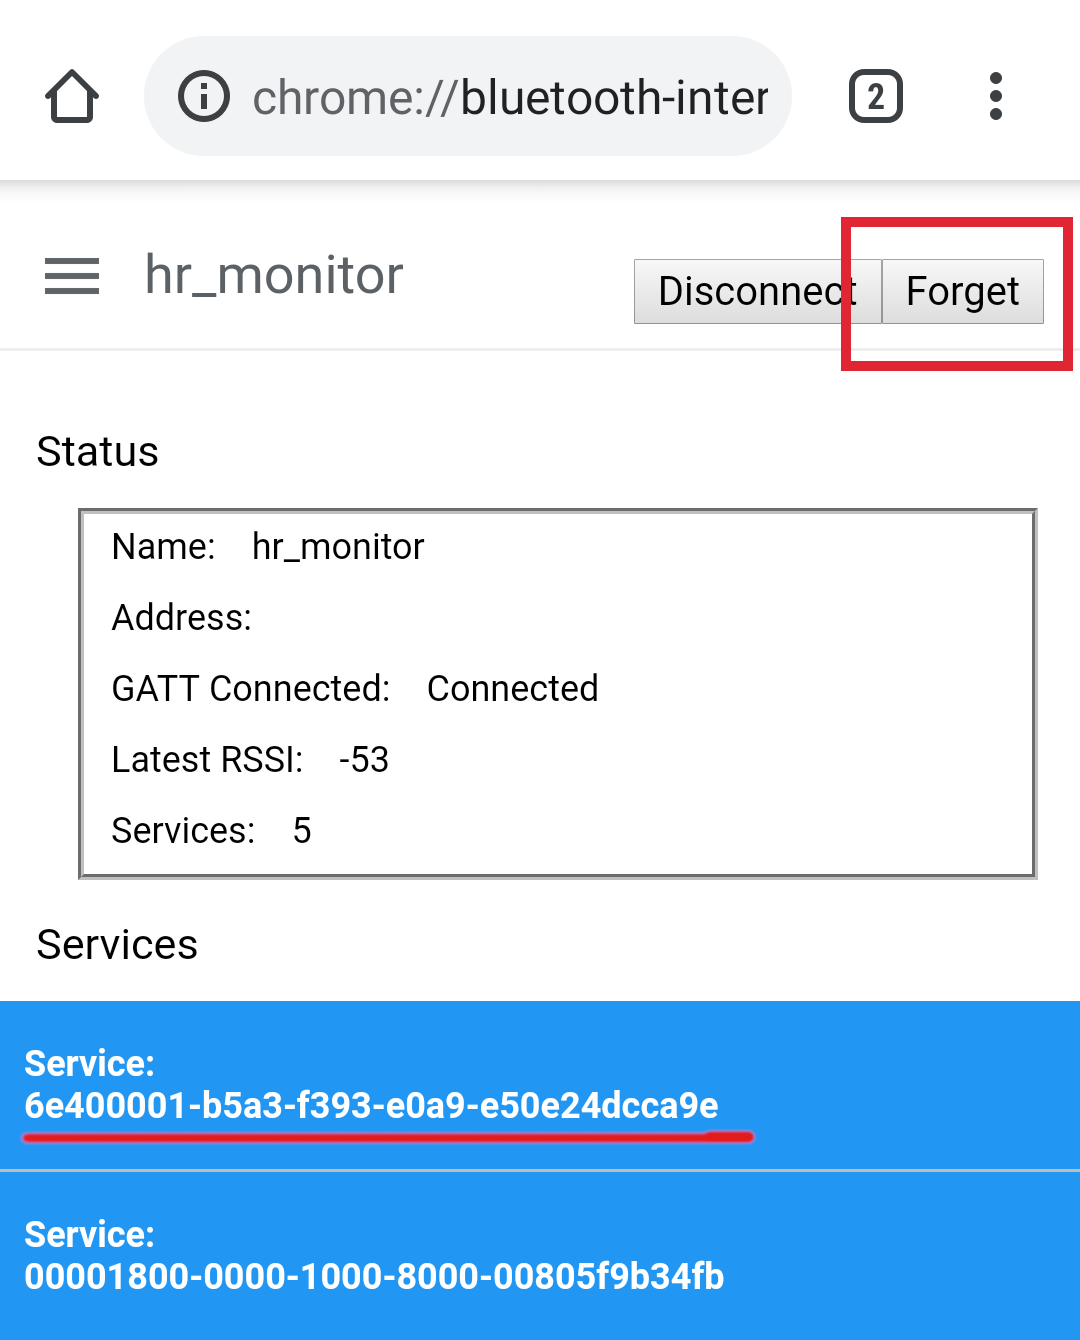 chrome://bluetooth-inter
2
hr_monitor
Disconnect
Forget
Status
Name: hr_monitor
Address:
GATT Connected: Connected
Latest RSSI: -53
Services: 5
Services
Service:
6e400001-b5a3-f393-e0a9-e50e24dcca9e
Service:
00001800-0000-1000-8000-00805f9b34fb